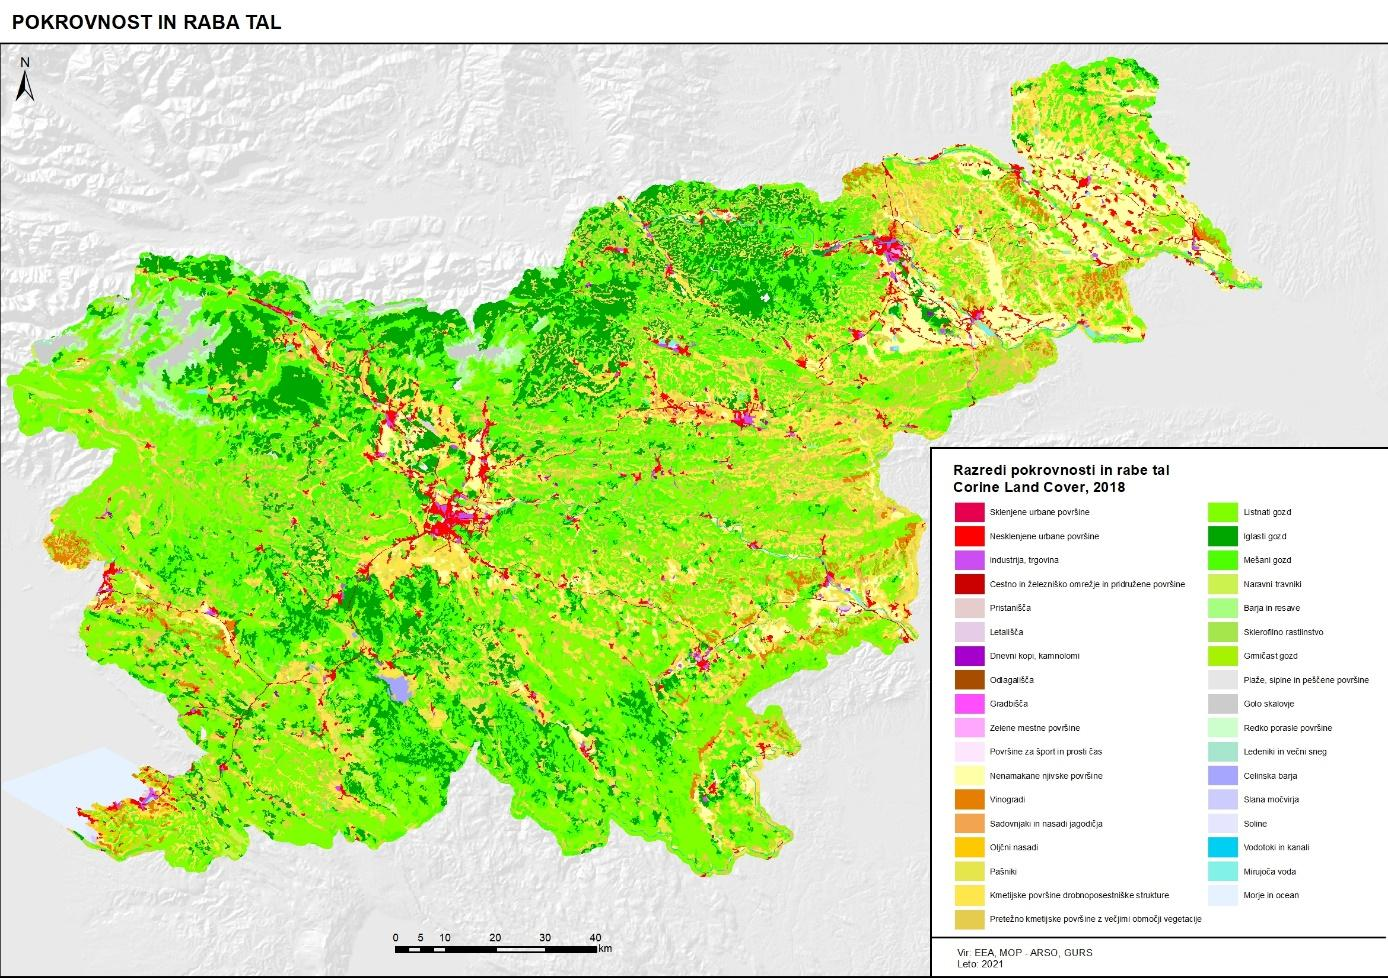 POKROVNOST IN RABA TAL
N
Razredi pokrovnosti in rabe tal
Corine Land Cover, 2018
Sklenjene urbane površine
Nesklenjene urbane površine
Industrija, trgovina
Cestno in železniško omrežje in pridružene površine
Pristanišča
Letališča
Dnevni kopi, kamnolomi
Odlagališča
Gradbišča
Zelene mestne površine
Površine za šport in prosti čas
Nenamakane njivske površine
Vinogradi
Sadovnjaki in nasadi jagodičja
Oljčni nasadi
Pašniki
Kmetijske površine drobnoposestniške strukture
Pretežno kmetijske površine z večjimi območji vegetacije
Listnati gozd
Iglasti gozd
Mešani gozd
Naravni travniki
Barja in resave
Sklerofilno rastlinstvo
Grmičast gozd
Plaže, sipine in peščene površine
Golo skalovje
Redko porasle površine
Ledeniki in večni sneg
Celinska barja
Slana močvirja
Soline
Vodotoki in kanali
Mirujoča voda
Morje in ocean
0 5 10 20 30 40
km
Vir: EEA, MOP - ARSO, GURS
Leto: 2021